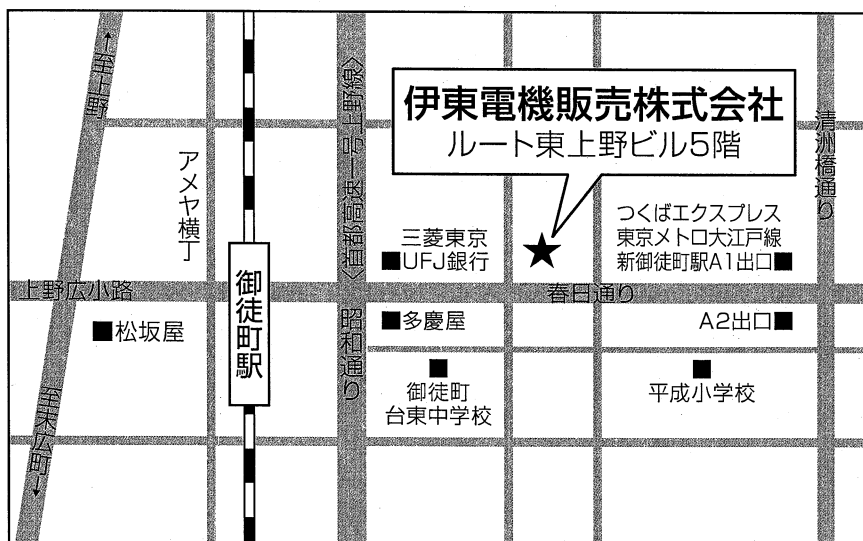 ←至上野
アメヤ横丁
〈首都高速一号上野線〉
伊東電機販売株式会社
ルート東上野ビル5階
清洲橋通り
三菱東京
■UFJ銀行
★
つくばエクスプレス
東京メトロ大江戸線
新御徒町駅A1出口■
上野広小路
御徒町駅
春日通り
■松坂屋
昭和通り
■多慶屋
A2出口■
御徒町
台東中学校
平成小学校
至末広町→